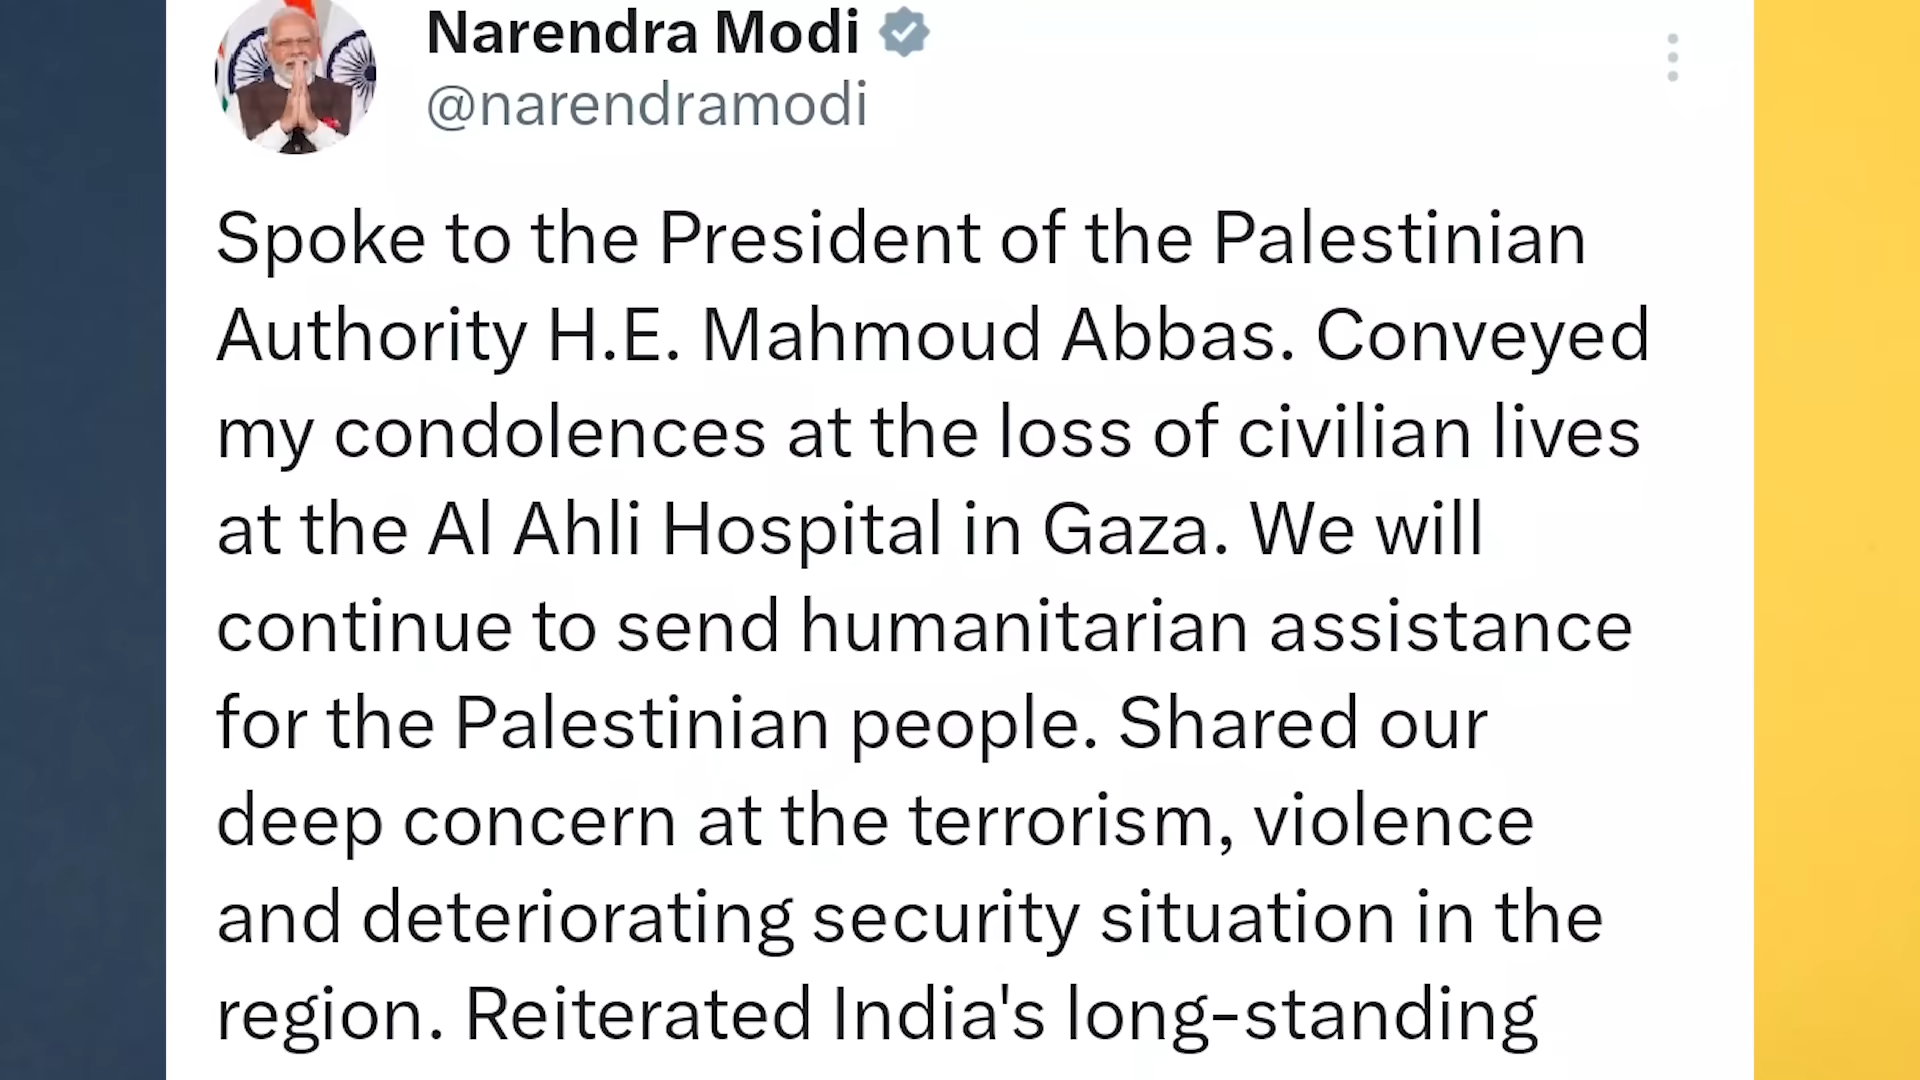 Narendra Modi
@narendramodi
Spoke to the President of the Palestinian
Authority H.E. Mahmoud Abbas. Conveyed
my condolences at the loss of civilian lives
at the Al Ahli Hospital in Gaza. We will
continue to send humanitarian assistance
for the Palestinian people. Shared our
deep concern at the terrorism, violence
and deteriorating security situation in the
region. Reiterated India's long-standing